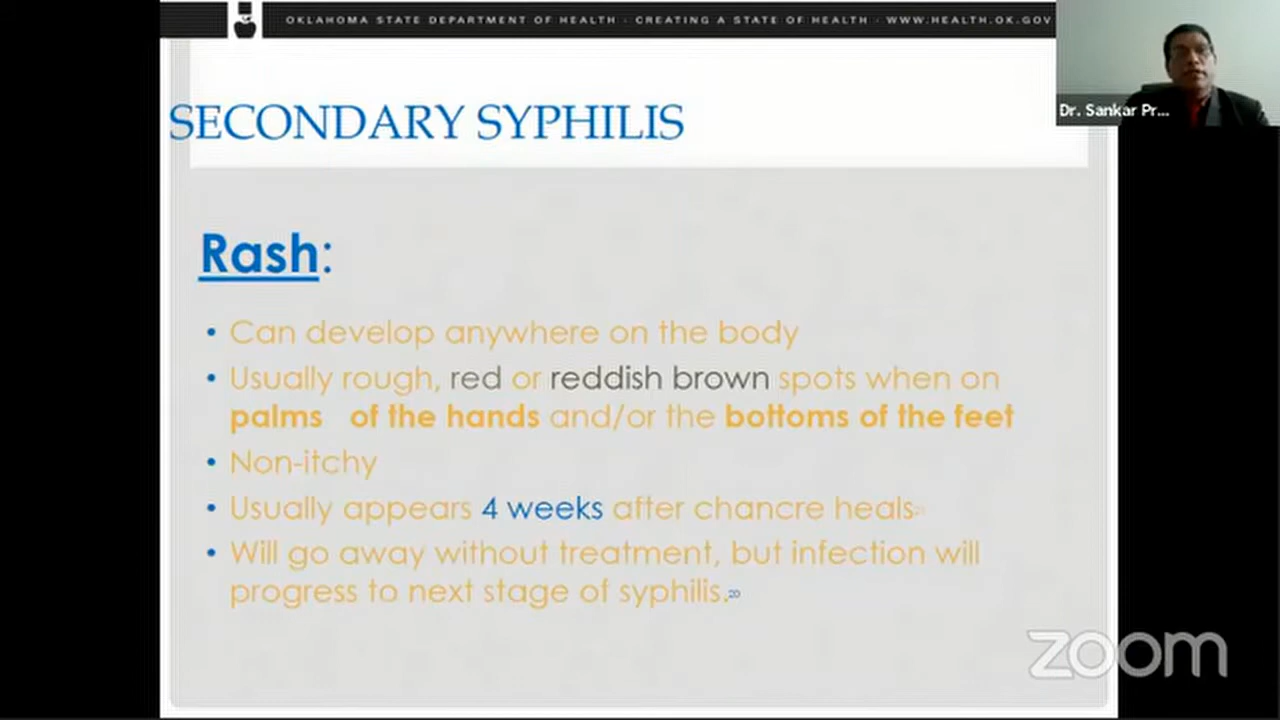 OKLAHOMA STATE DEPARTMENT OF HEALTH · CREATING A STATE OF HEALTH · WWW.HEALTH.OK.GOV
Dr. Sankar Pr...
SECONDARY SYPHILIS
Rash:
• Can develop anywhere on the body
• Usually rough, red or reddish brown spots when on
palms of the hands and/or the bottoms of the feet
• Non-itchy
• Usually appears 4 weeks after chancre heals
• Will go away without treatment, but infection will
progress to next stage of syphilis.20
zoom